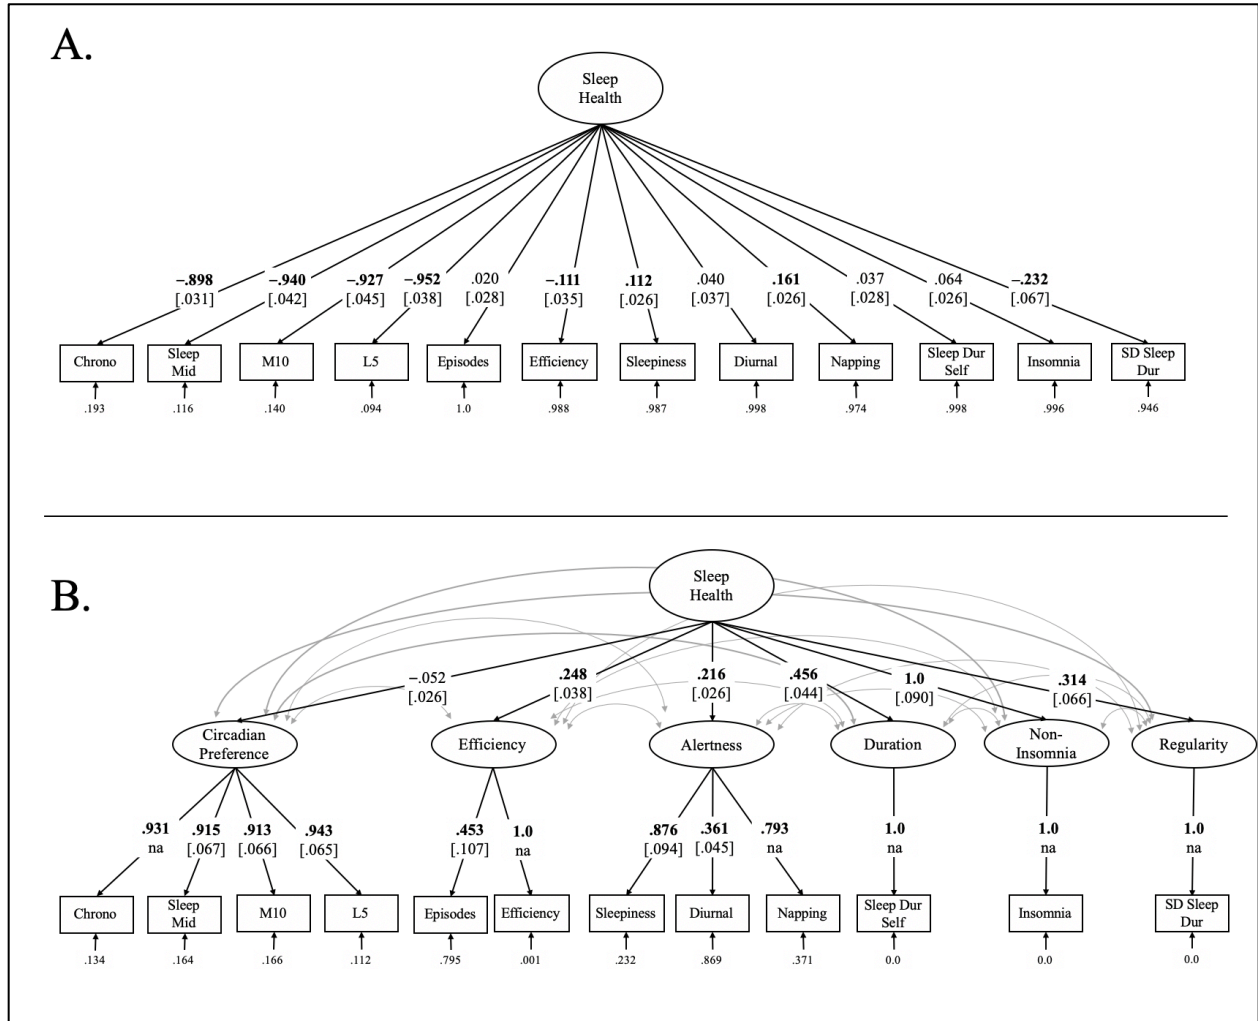 A.
Sleep
Health
–.898 –.940 –.927 –.952 .020 –.111 .112 .040 .161 .037 .064 –.232
[.031] [.042] [.045] [.038] [.028] [.035] [.026] [.037] [.026] [.028] [.026] [.067]
Chrono
Sleep
Mid
M10
L5
Episodes
Efficiency
Sleepiness
Diurnal
Napping
Sleep Dur
Self
Insomnia
SD Sleep
Dur
.193 .116 .140 .094 1.0 .988 .987 .998 .974 .998 .996 .946
B.
Sleep
Health
–.052 .248 .216 .456 1.0 .314
[.026] [.038] [.026] [.044] [.090] [.066]
Circadian
Preference
Efficiency
Alertness
Duration
Non-
Insomnia
Regularity
.931 .915 .913 .943 .453 1.0 .876 .361 .793 1.0 1.0 1.0
na [.067] [.066] [.065] [.107] na [.094] [.045] na na na na
Chrono
Sleep
Mid
M10
L5
Episodes
Efficiency
Sleepiness
Diurnal
Napping
Sleep Dur
Self
Insomnia
SD Sleep
Dur
.134 .164 .166 .112 .795 .001 .232 .869 .371 0.0 0.0 0.0